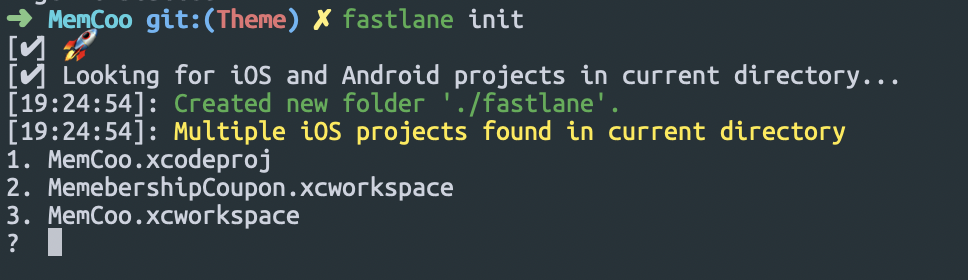 ➜ MemCoo git:(Theme) ✗ fastlane init
[✔] 🚀
[✔] Looking for iOS and Android projects in current directory...
[19:24:54]: Created new folder './fastlane'.
[19:24:54]: Multiple iOS projects found in current directory
1. MemCoo.xcodeproj
2. MemebershipCoupon.xcworkspace
3. MemCoo.xcworkspace
?